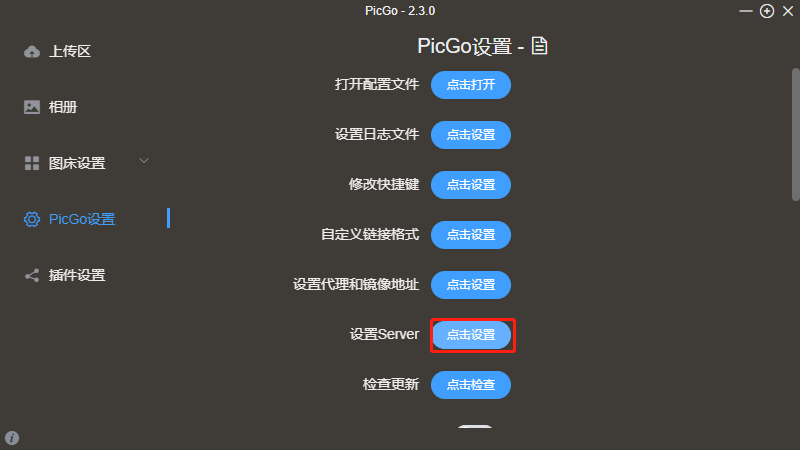 PicGo - 2.3.0
上传区
相册
图床设置
PicGo设置
插件设置
PicGo设置 -
打开配置文件 点击打开
设置日志文件 点击设置
修改快捷键 点击设置
自定义链接格式 点击设置
设置代理和镜像地址 点击设置
设置Server 点击设置
检查更新 点击检查